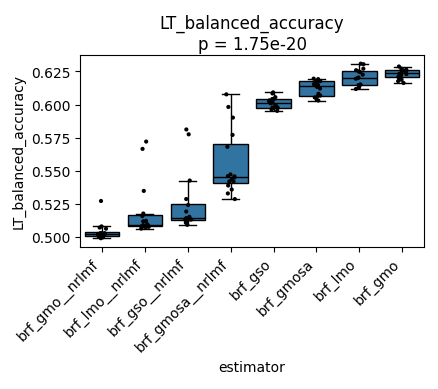 LT_balanced_accuracy
p = 1.75e-20
LT_balanced_accuracy
0.625
0.600
0.575
0.550
0.525
0.500
brf_gmo__nrlmf
brf_lmo__nrlmf
brf_gso__nrlmf
brf_gmosa__nrlmf
brf_gso
brf_gmosa
brf_lmo
brf_gmo
estimator